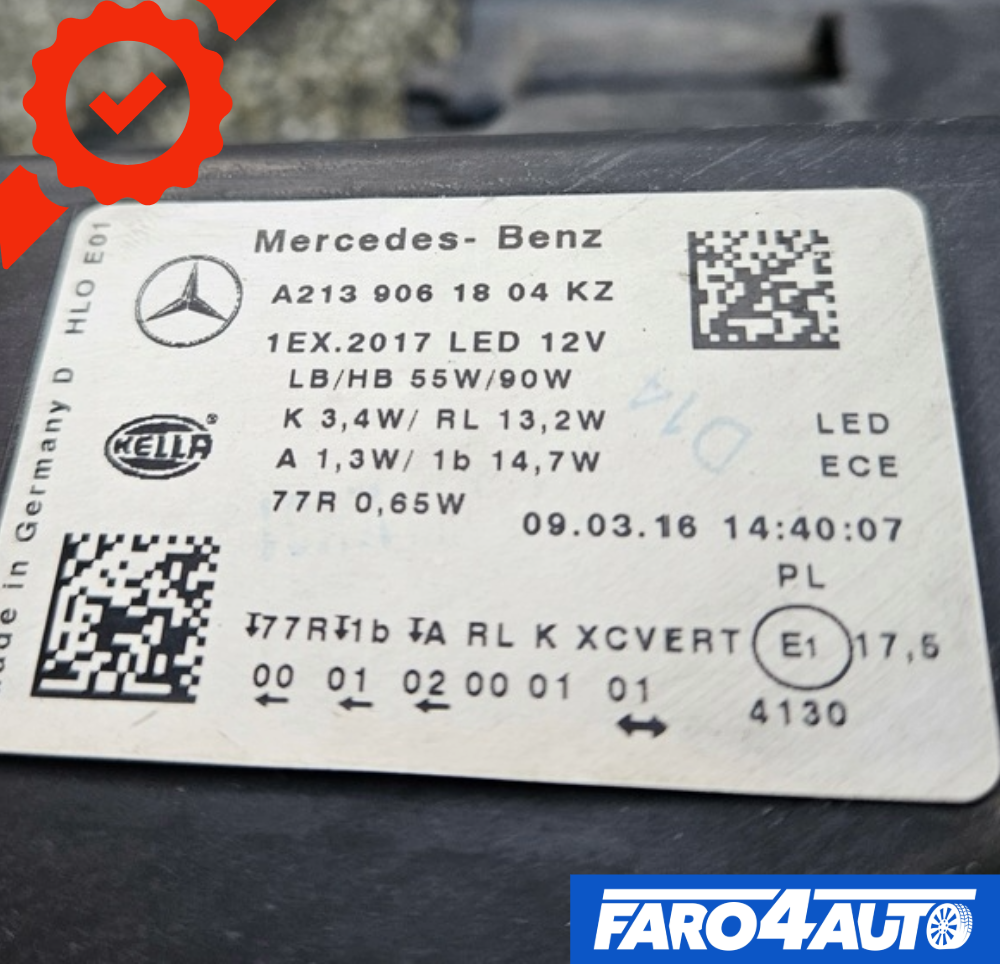 Mercedes- Benz
A213 906 18 04 KZ
1EX.2017 LED 12V
LB/HB 55W/90W
K 3,4W/ RL 13,2W
A 1,3W/ 1b 14,7W
77R 0,65W
LED
ECE
D14
09.03.16 14:40:07
PL
77R 1b A RL K XCVERT E1 17,5
00 01 02 00 01 01
4130
HELLA®
in Germany D HLO E01
FARO4AUTO